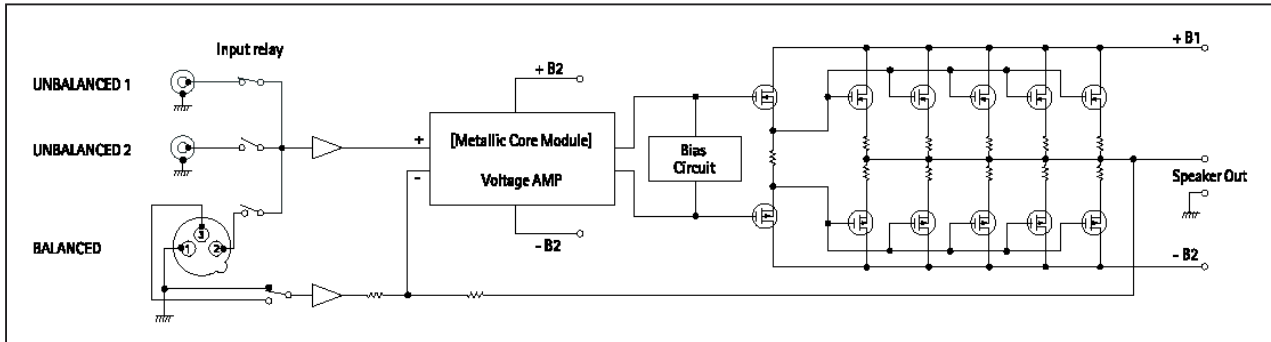 Input relay
+ B1
UNBALANCED 1
+ B2
UNBALANCED 2
+
[Metallic Core Module]
Voltage AMP
-
Bias
Circuit
Speaker Out
BALANCED
3
1
2
- B2
- B2